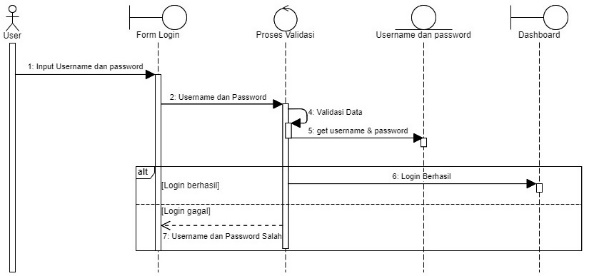 User
Form Login
Proses Validasi
Username dan password
Dashboard
1: Input Username dan password
2: Username dan Password
4: Validasi Data
5: get username & password
alt
6: Login Berhasil
[Login berhasil]
[Login gagal]
7: Username dan Password Salah